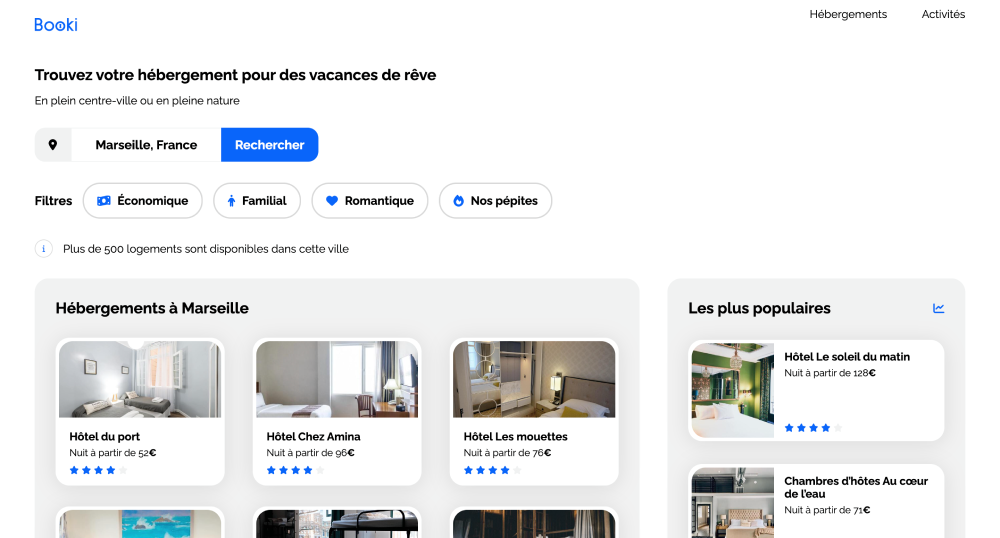 Booki
Hébergements
Activités
Trouvez votre hébergement pour des vacances de rêve
En plein centre-ville ou en pleine nature
Marseille, France
Rechercher
Filtres
Économique
Familial
Romantique
Nos pépites
i
Plus de 500 logements sont disponibles dans cette ville
Hébergements à Marseille
Hôtel du port
Nuit à partir de 52€
Hôtel Chez Amina
Nuit à partir de 96€
Hôtel Les mouettes
Nuit à partir de 76€
Les plus populaires
Hôtel Le soleil du matin
Nuit à partir de 128€
Chambres d'hôtes Au cœur
de l'eau
Nuit à partir de 71€